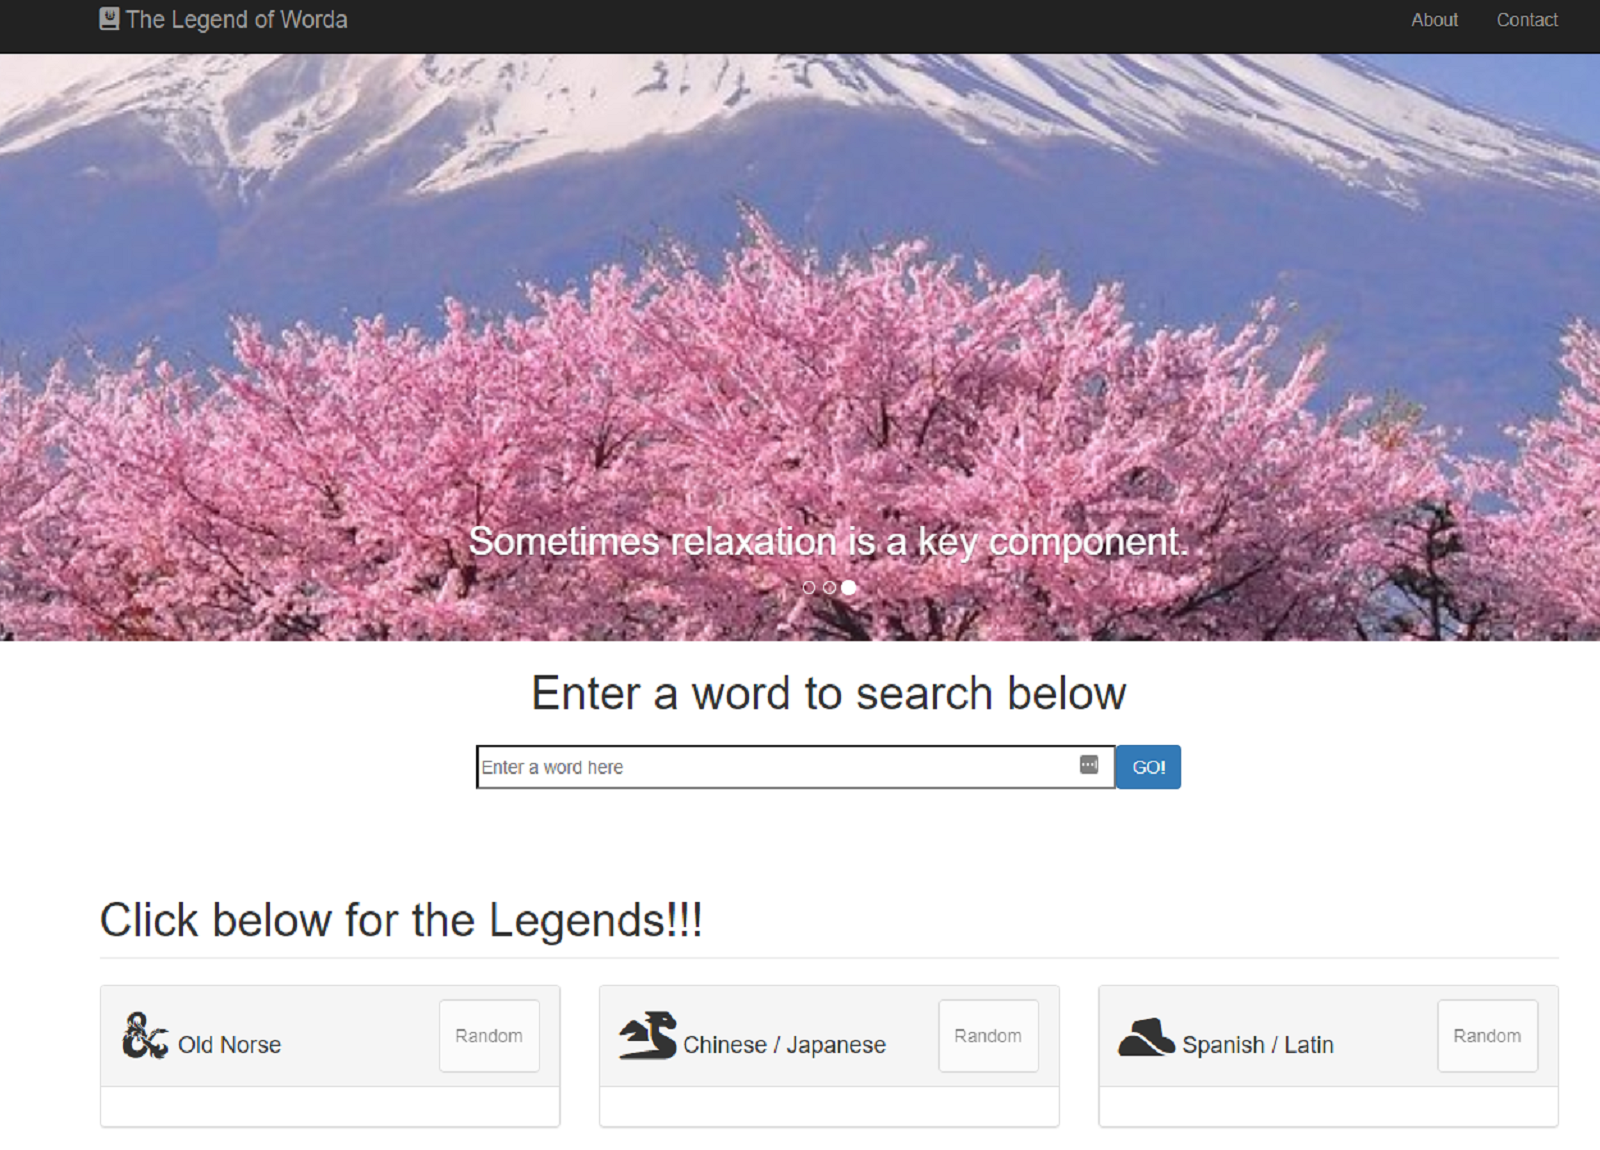 The Legend of Worda
About
Contact
Sometimes relaxation is a key component.
Enter a word to search below
Enter a word here
GO!
Click below for the Legends!!!
Old Norse
Random
Chinese / Japanese
Random
Spanish / Latin
Random